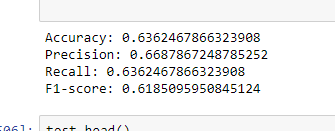 Accuracy: 0.6362467866323908
Precision: 0.6687867248785252
Recall: 0.6362467866323908
F1-score: 0.6185095950845124
test.head()